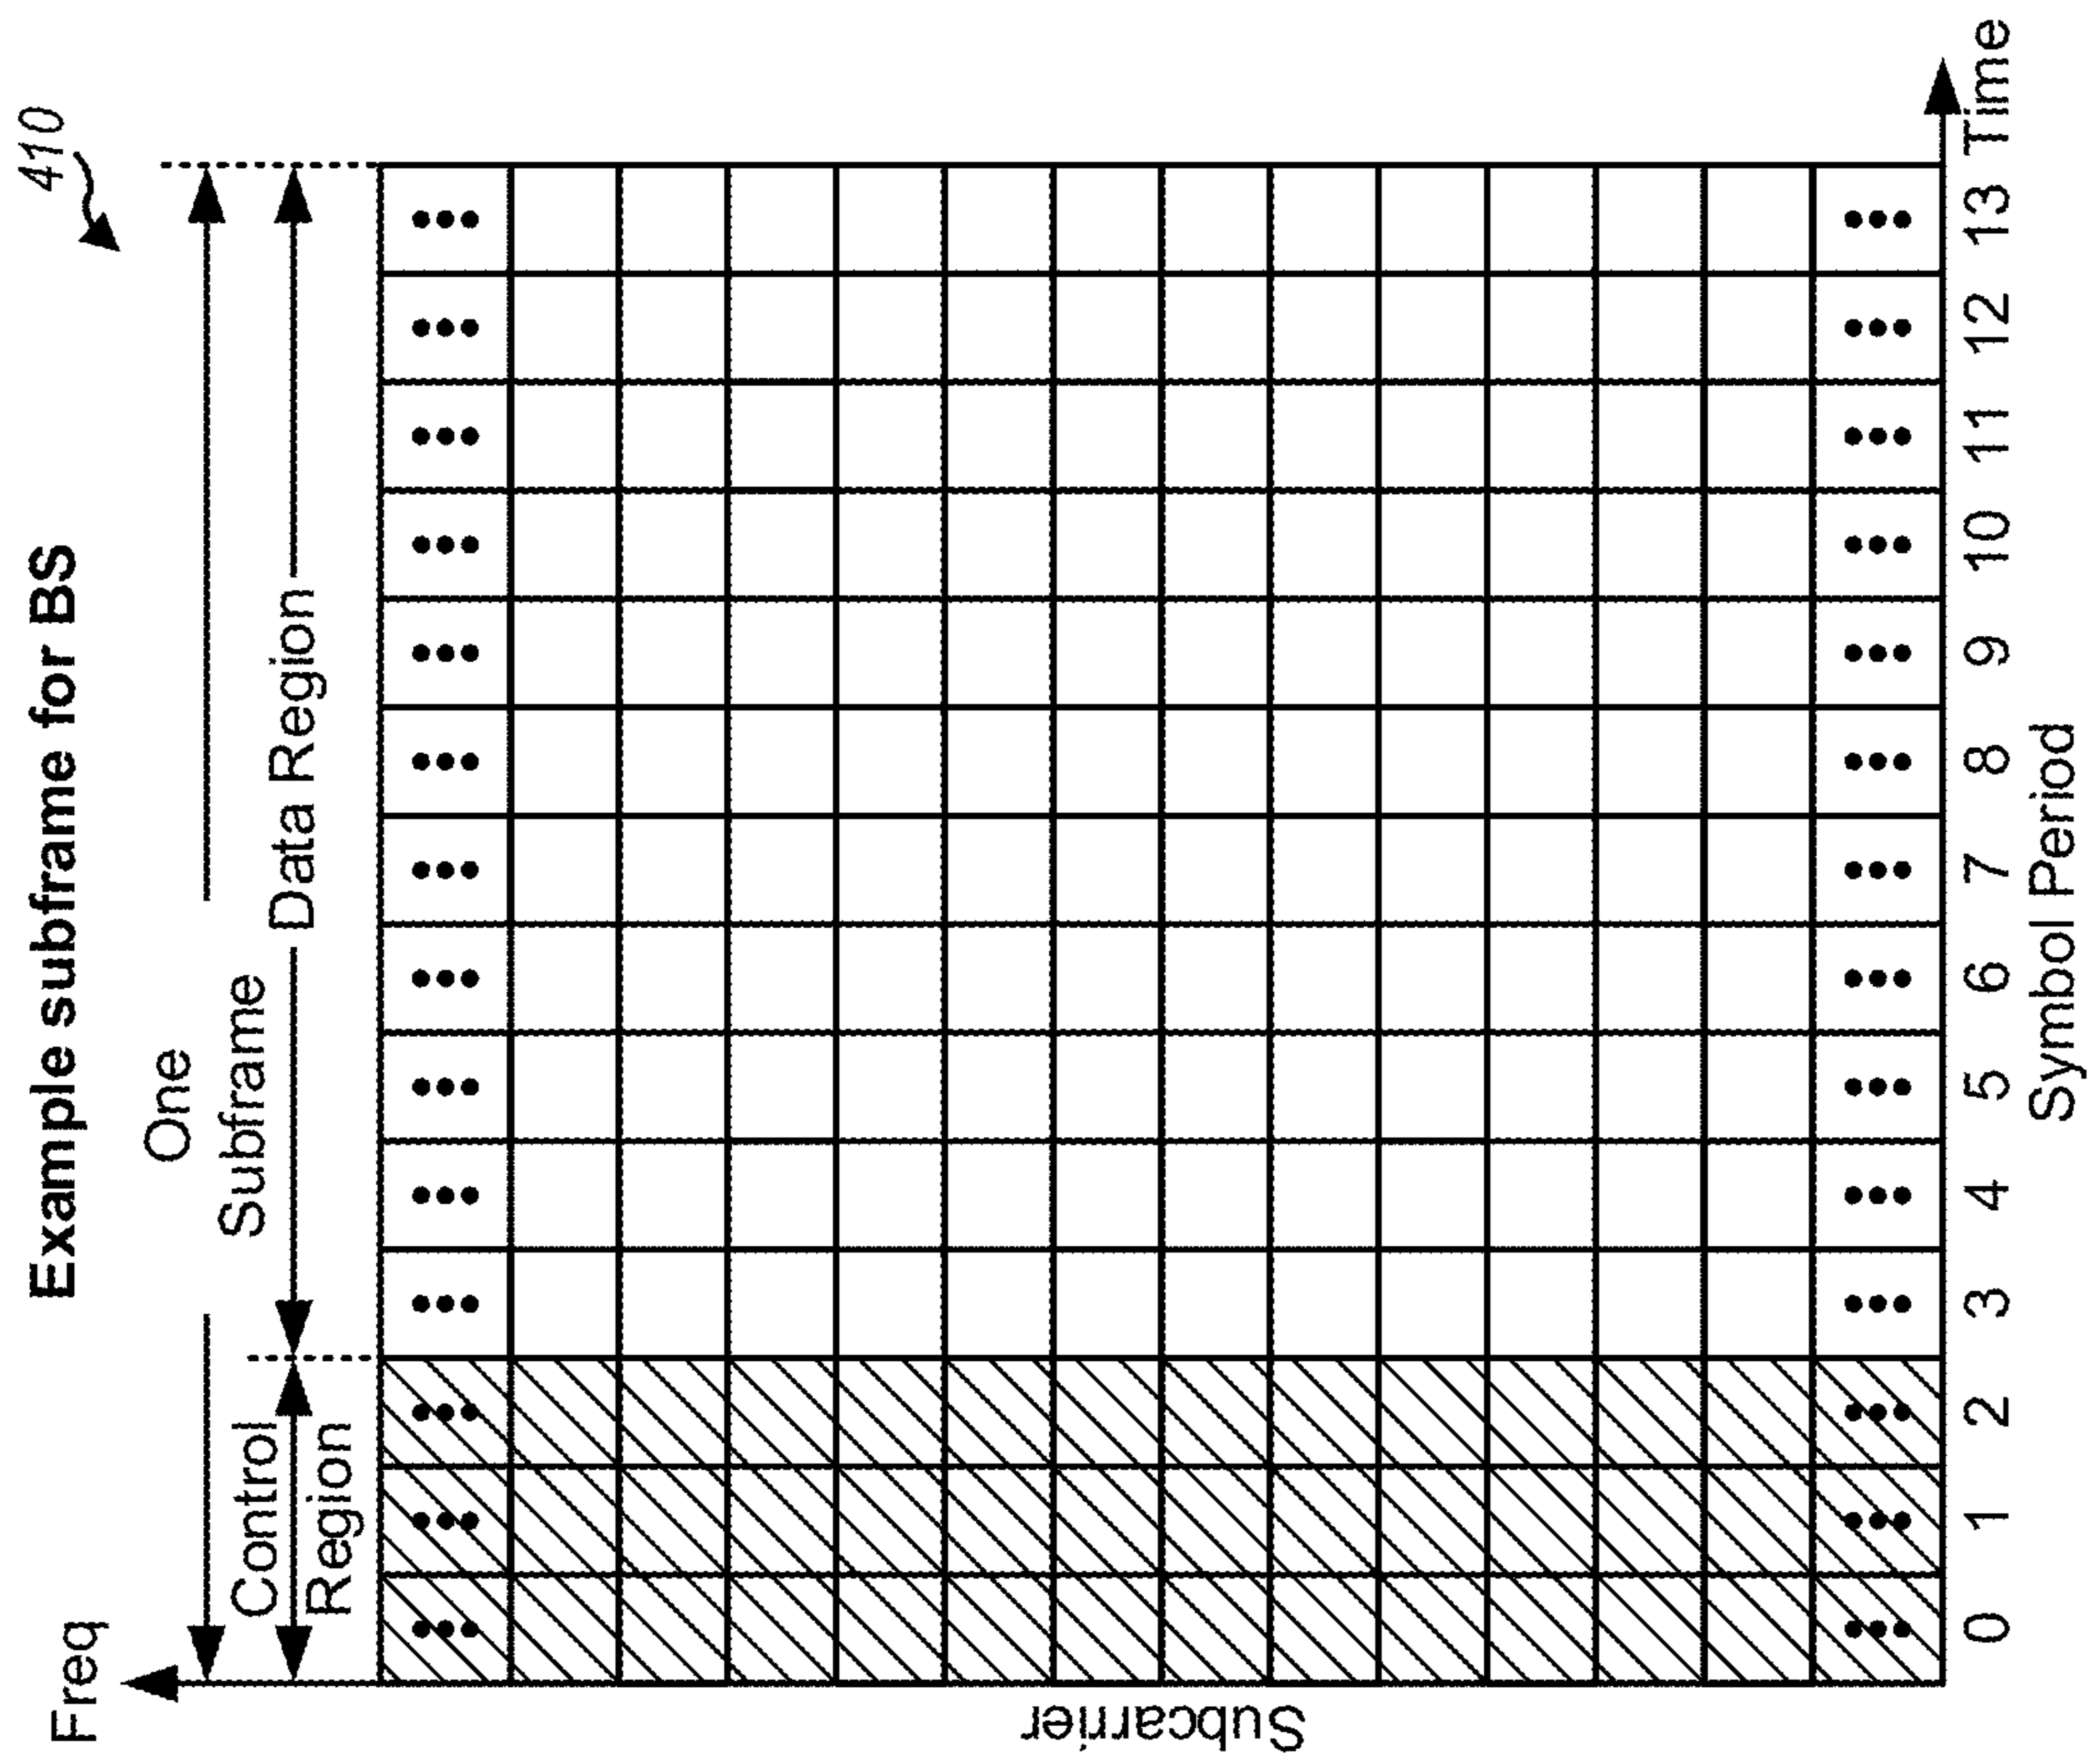 Example subframe for BS
410
Freq
One
Subframe
Control
Region
Data Region
Subcarrier
0 1 2 3 4 5 6 7 8 9 10 11 12 13 Time
Symbol Period